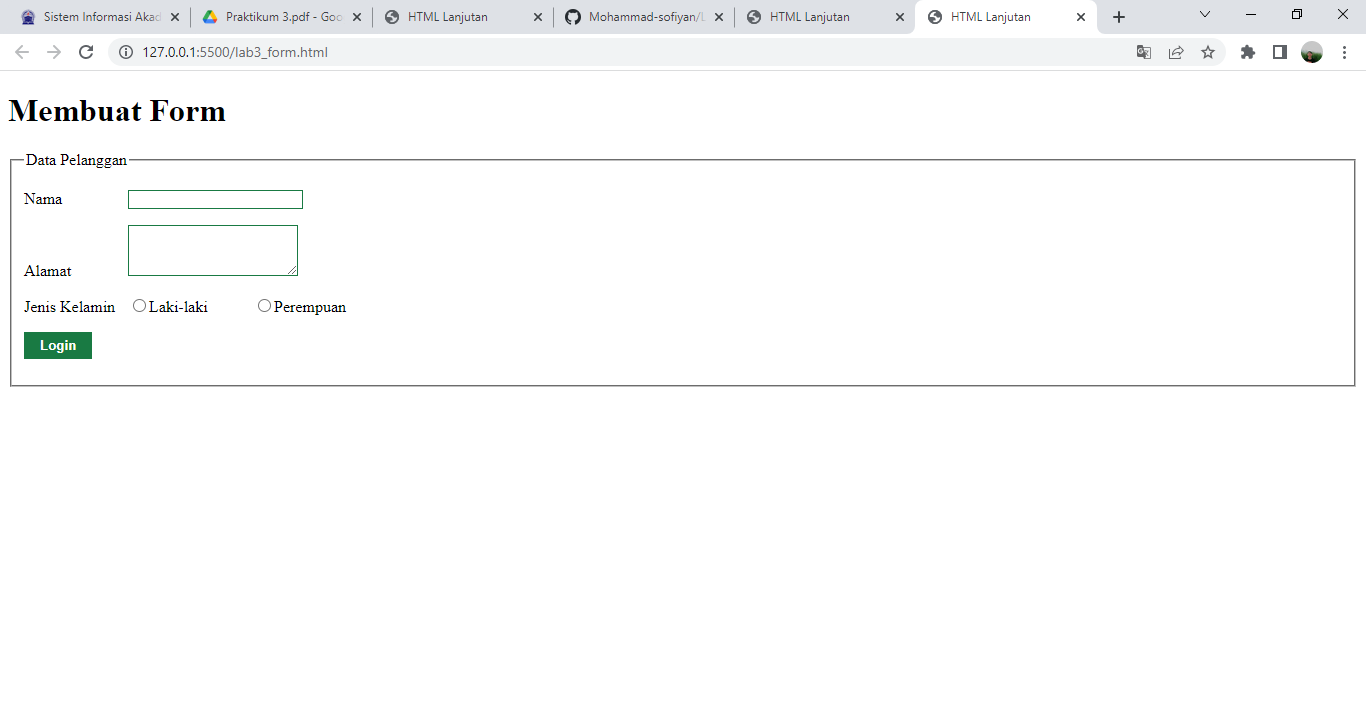 Sistem Informasi Akad
Praktikum 3.pdf - Goo
HTML Lanjutan
Mohammad-sofiyan/L
HTML Lanjutan
HTML Lanjutan
127.0.0.1:5500/lab3_form.html
Membuat Form
Data Pelanggan
Nama
Alamat
Jenis Kelamin Laki-laki Perempuan
Login